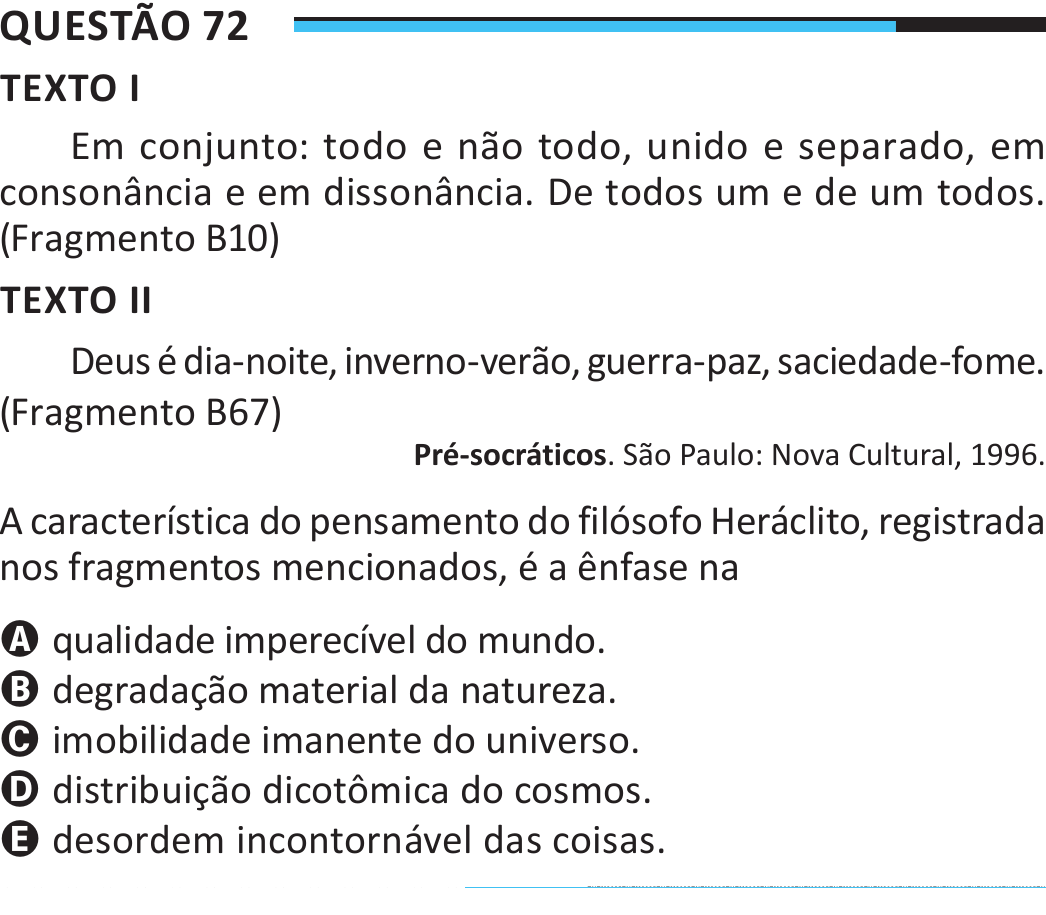 QUESTÃO 72
TEXTO I
Em conjunto: todo e não todo, unido e separado, em
consonância e em dissonância. De todos um e de um todos.
(Fragmento B10)
TEXTO II
Deus é dia-noite, inverno-verão, guerra-paz, saciedade-fome.
(Fragmento B67)
Pré-socráticos. São Paulo: Nova Cultural, 1996.
A característica do pensamento do filósofo Heráclito, registrada
nos fragmentos mencionados, é a ênfase na
A qualidade imperecível do mundo.
B degradação material da natureza.
C imobilidade imanente do universo.
D distribuição dicotômica do cosmos.
E desordem incontornável das coisas.